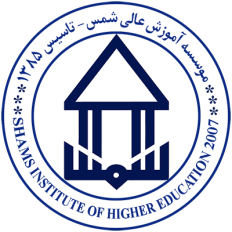 موسسه آموزش عالی شمس - تاسیس ۱۳۸۵
SHAMS INSTITUTE OF HIGHER EDUCATION 2007